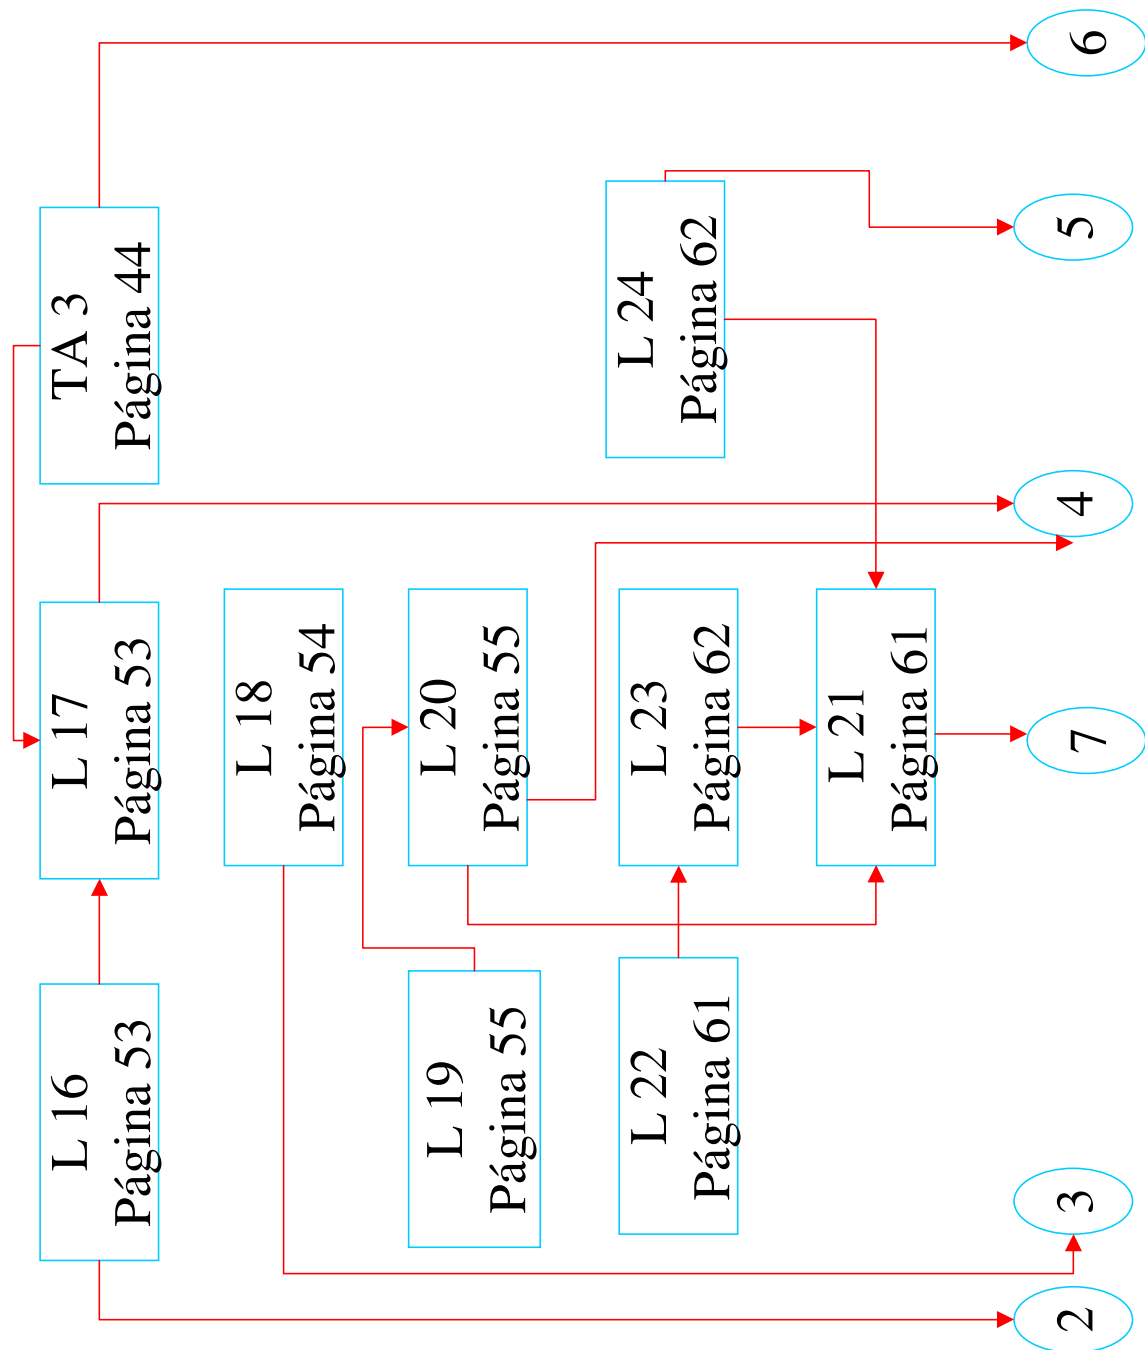 L 16
Página 53
L 17
Página 53
TA 3
Página 44
L 18
Página 54
L 19
Página 55
L 20
Página 55
L 22
Página 61
L 23
Página 62
L 24
Página 62
L 21
Página 61
2
3
7
4
5
6